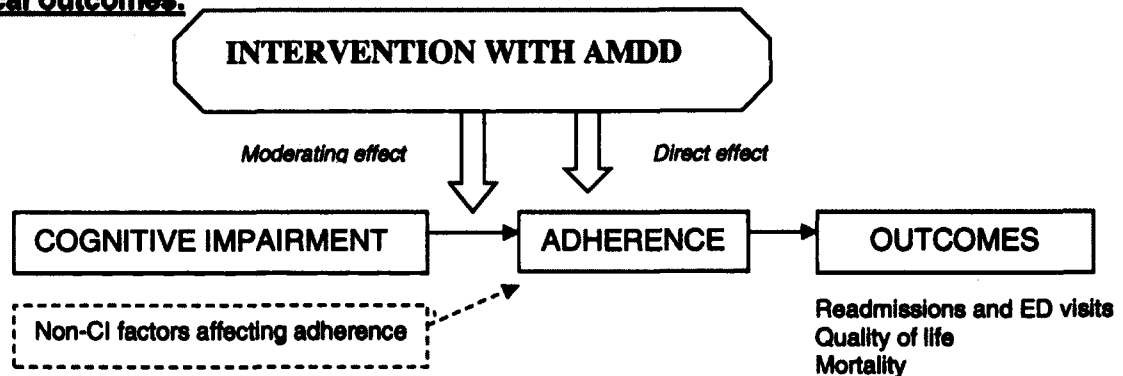 cal outcomes.
INTERVENTION WITH AMDD
Moderating effect
Direct effect
COGNITIVE IMPAIRMENT
ADHERENCE
OUTCOMES
Non-CI factors affecting adherence
Readmissions and ED visits
Quality of life
Mortality